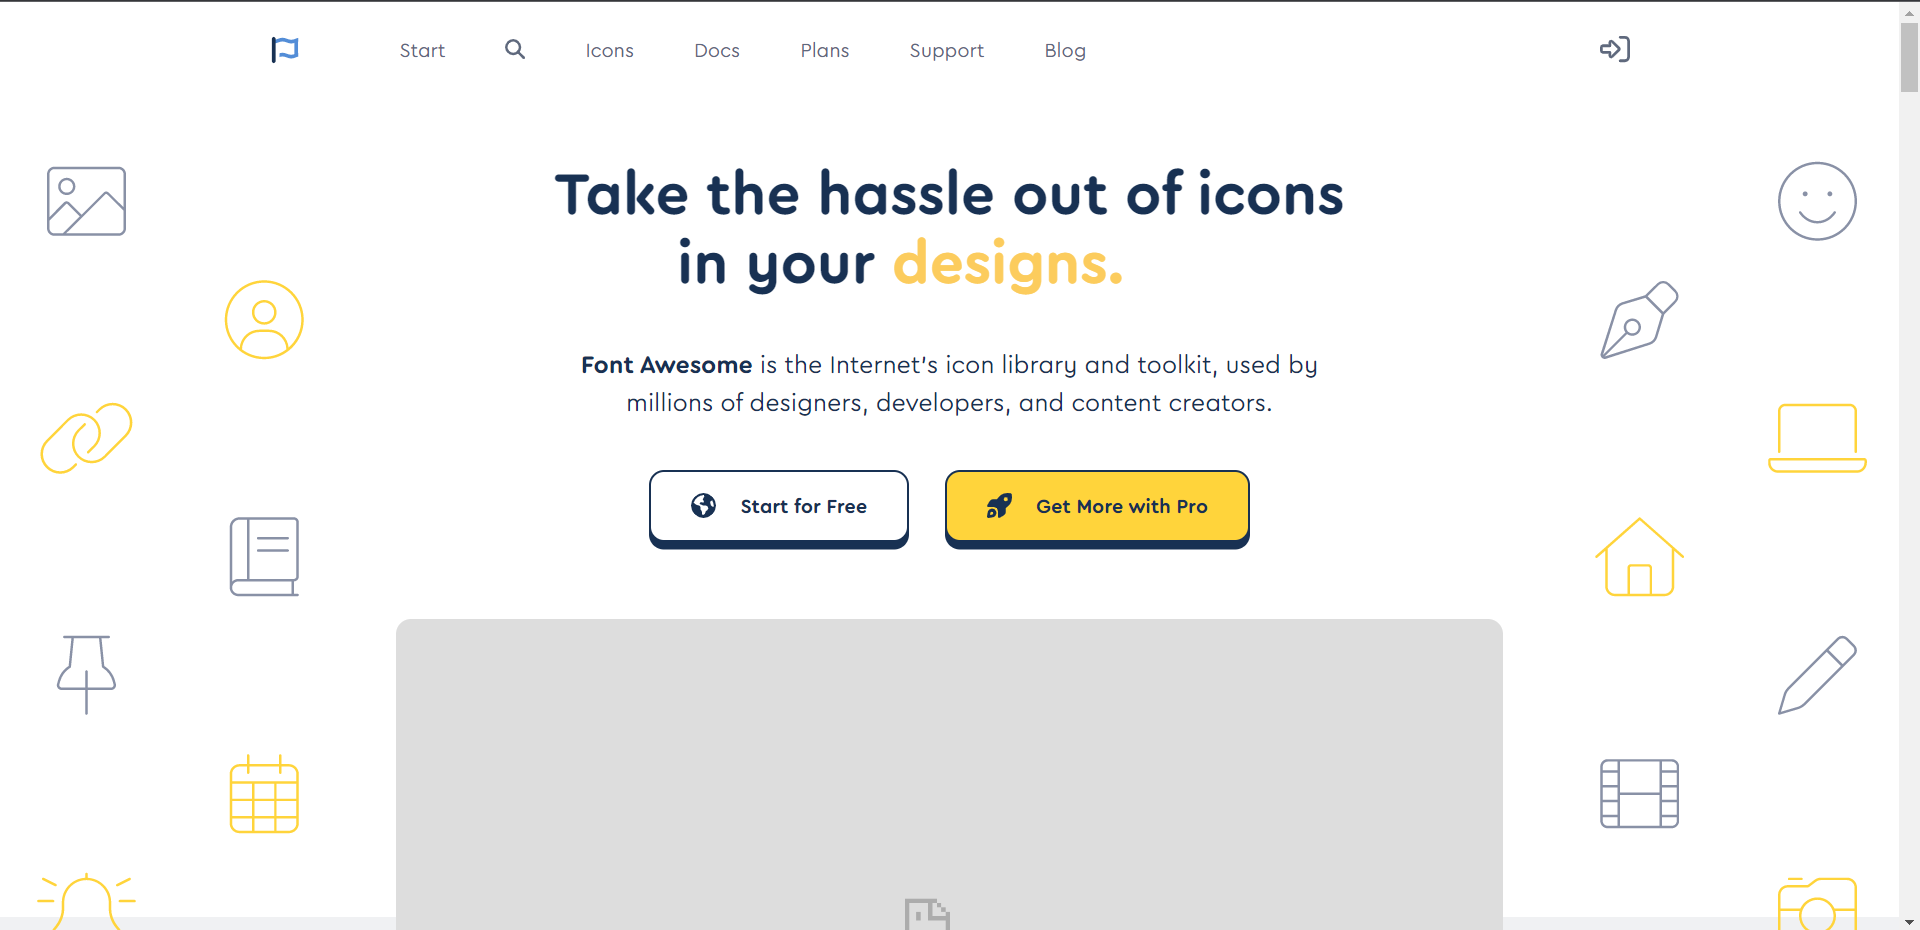 Start
Icons
Docs
Plans
Support
Blog
Take the hassle out of icons
in your designs.
Font Awesome is the Internet's icon library and toolkit, used by
millions of designers, developers, and content creators.
Start for Free
Get More with Pro